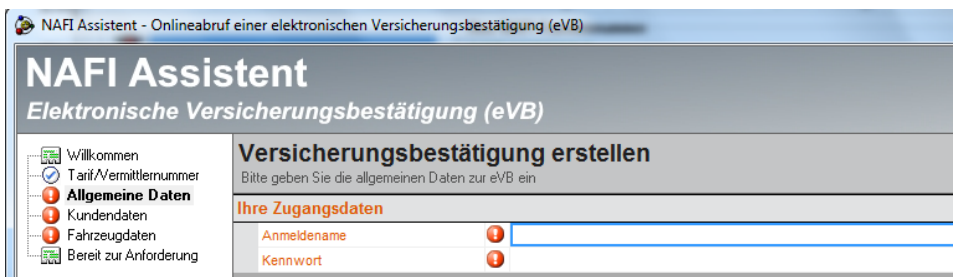 NAFI Assistent - Onlineabruf einer elektronischen Versicherungsbestätigung (eVB)
NAFI Assistent
Elektronische Versicherungsbestätigung (eVB)
Willkommen
Tarif/Vermittlernummer
Allgemeine Daten
Kundendaten
Fahrzeugdaten
Bereit zur Anforderung
Versicherungsbestätigung erstellen
Bitte geben Sie die allgemeinen Daten zur eVB ein
Ihre Zugangsdaten
Anmeldename
Kennwort